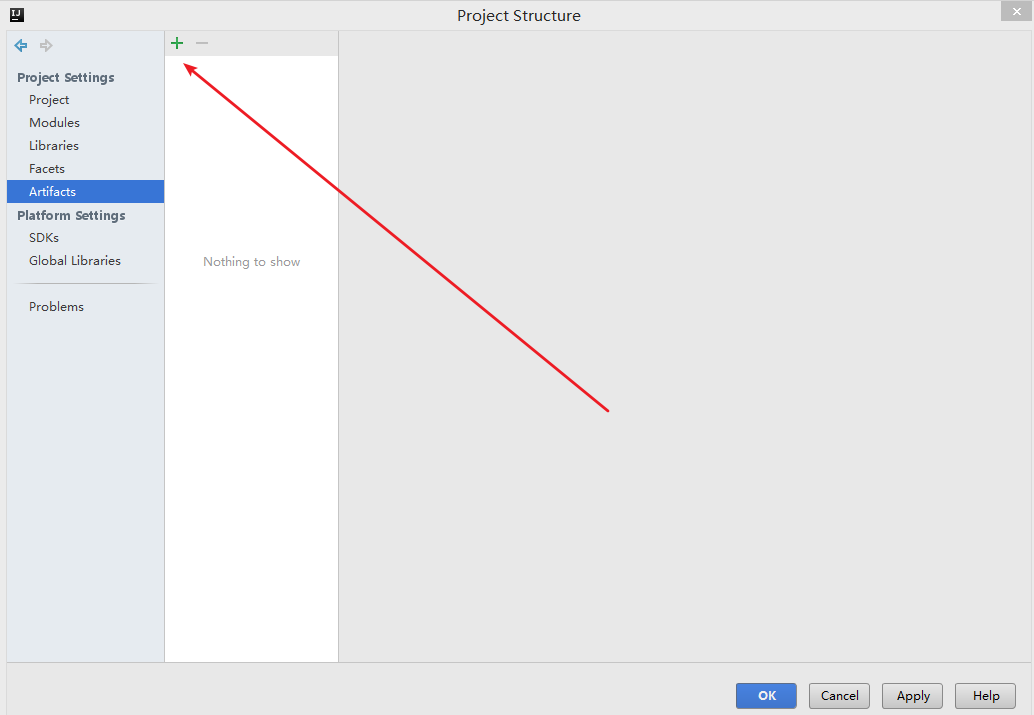 IJ
Project Structure
Project Settings
Project
Modules
Libraries
Facets
Artifacts
Platform Settings
SDKs
Global Libraries
Problems
Nothing to show
OK
Cancel
Apply
Help